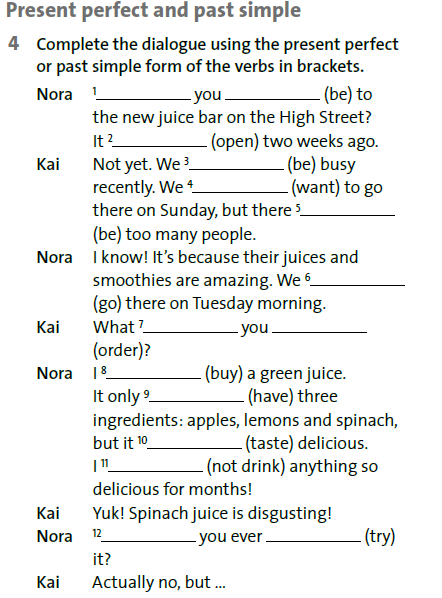 Present perfect and past simple
4 Complete the dialogue using the present perfect
or past simple form of the verbs in brackets.
Nora 1__________ you __________ (be) to
the new juice bar on the High Street?
It 2__________ (open) two weeks ago.
Kai Not yet. We 3__________ (be) busy
recently. We 4__________ (want) to go
there on Sunday, but there 5__________
(be) too many people.
Nora I know! It's because their juices and
smoothies are amazing. We 6__________
(go) there on Tuesday morning.
Kai What 7__________ you __________
(order)?
Nora I 8__________ (buy) a green juice.
It only 9__________ (have) three
ingredients: apples, lemons and spinach,
but it 10__________ (taste) delicious.
I 11__________ (not drink) anything so
delicious for months!
Kai Yuk! Spinach juice is disgusting!
Nora 12__________ you ever __________ (try)
it?
Kai Actually no, but ...